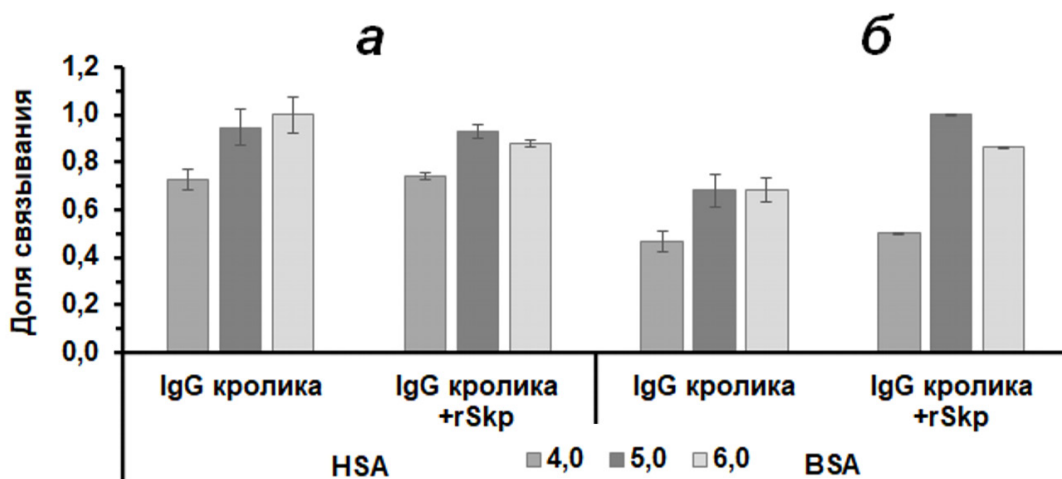 а б
Доля связывания
1,2
1,0
0,8
0,6
0,4
0,2
0,0
IgG кролика IgG кролика IgG кролика IgG кролика
+rSkp +rSkp
HSA 4,0 5,0 6,0 BSA